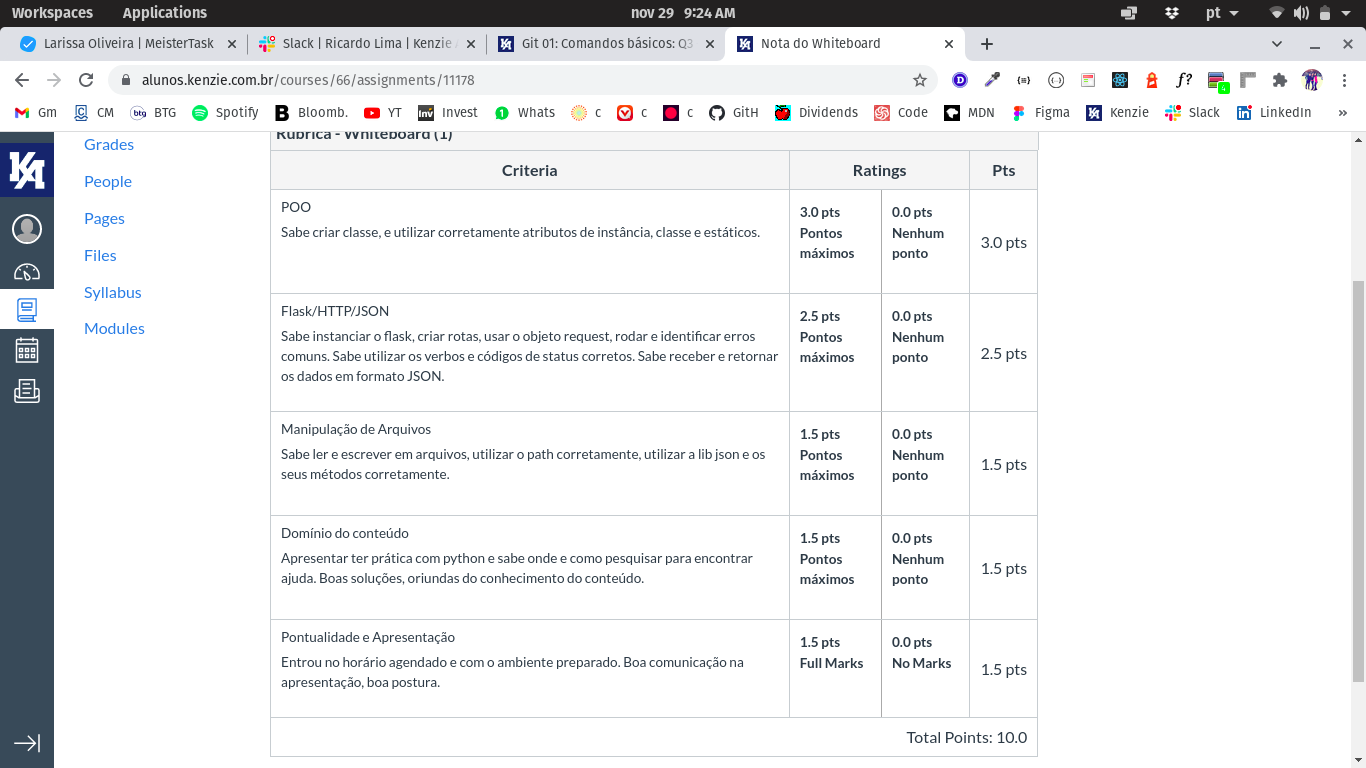 Workspaces Applications nov 29 9:24 AM pt
Larissa Oliveira | MeisterTask Slack | Ricardo Lima | Kenzie Git 01: Comandos básicos: Q3 Nota do Whiteboard
alunos.kenzie.com.br/courses/66/assignments/11178
Gm CM BTG Spotify Bloomb. YT Invest Whats c c c GitH Dividends Code MDN Figma Kenzie Slack LinkedIn »
Rubrica - Whiteboard (1)
Grades
People
Pages
Files
Syllabus
Modules
Criteria Ratings Pts
POO
Sabe criar classe, e utilizar corretamente atributos de instância, classe e estáticos.
3.0 pts
Pontos
máximos
0.0 pts
Nenhum
ponto
3.0 pts
Flask/HTTP/JSON
Sabe instanciar o flask, criar rotas, usar o objeto request, rodar e identificar erros
comuns. Sabe utilizar os verbos e códigos de status corretos. Sabe receber e retornar
os dados em formato JSON.
2.5 pts
Pontos
máximos
0.0 pts
Nenhum
ponto
2.5 pts
Manipulação de Arquivos
Sabe ler e escrever em arquivos, utilizar o path corretamente, utilizar a lib json e os
seus métodos corretamente.
1.5 pts
Pontos
máximos
0.0 pts
Nenhum
ponto
1.5 pts
Domínio do conteúdo
Apresentar ter prática com python e sabe onde e como pesquisar para encontrar
ajuda. Boas soluções, oriundas do conhecimento do conteúdo.
1.5 pts
Pontos
máximos
0.0 pts
Nenhum
ponto
1.5 pts
Pontualidade e Apresentação
Entrou no horário agendado e com o ambiente preparado. Boa comunicação na
apresentação, boa postura.
1.5 pts
Full Marks
0.0 pts
No Marks
1.5 pts
Total Points: 10.0